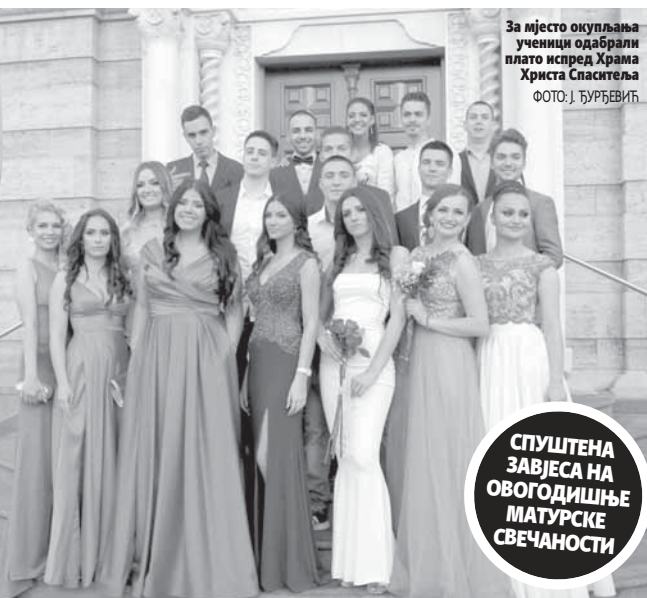 За мјесто окупљања
ученици одабрали
плато испред Храма
Христа Спаситеља
ФОТО: Ј. ЂУРЂЕВИЋ
СПУШТЕНА
ЗАВЈЕСА НА
ОВОГОДИШЊЕ
МАТУРСКЕ
СВЕЧАНОСТИ